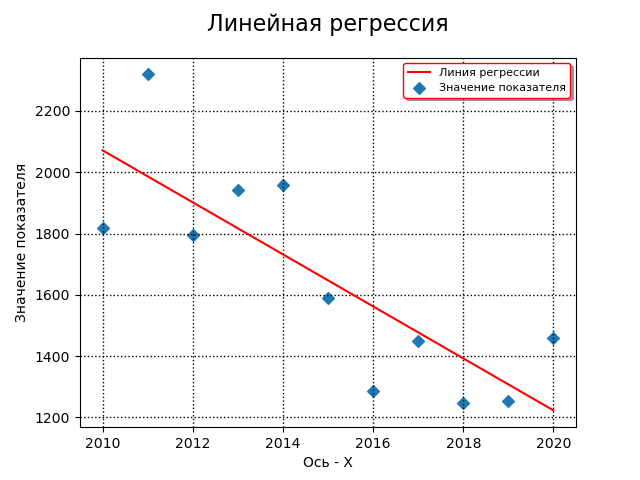 Линейная регрессия
Линия регрессии
Значение показателя
Значение показателя
2200
2000
1800
1600
1400
1200
2010 2012 2014 2016 2018 2020
Ось - X